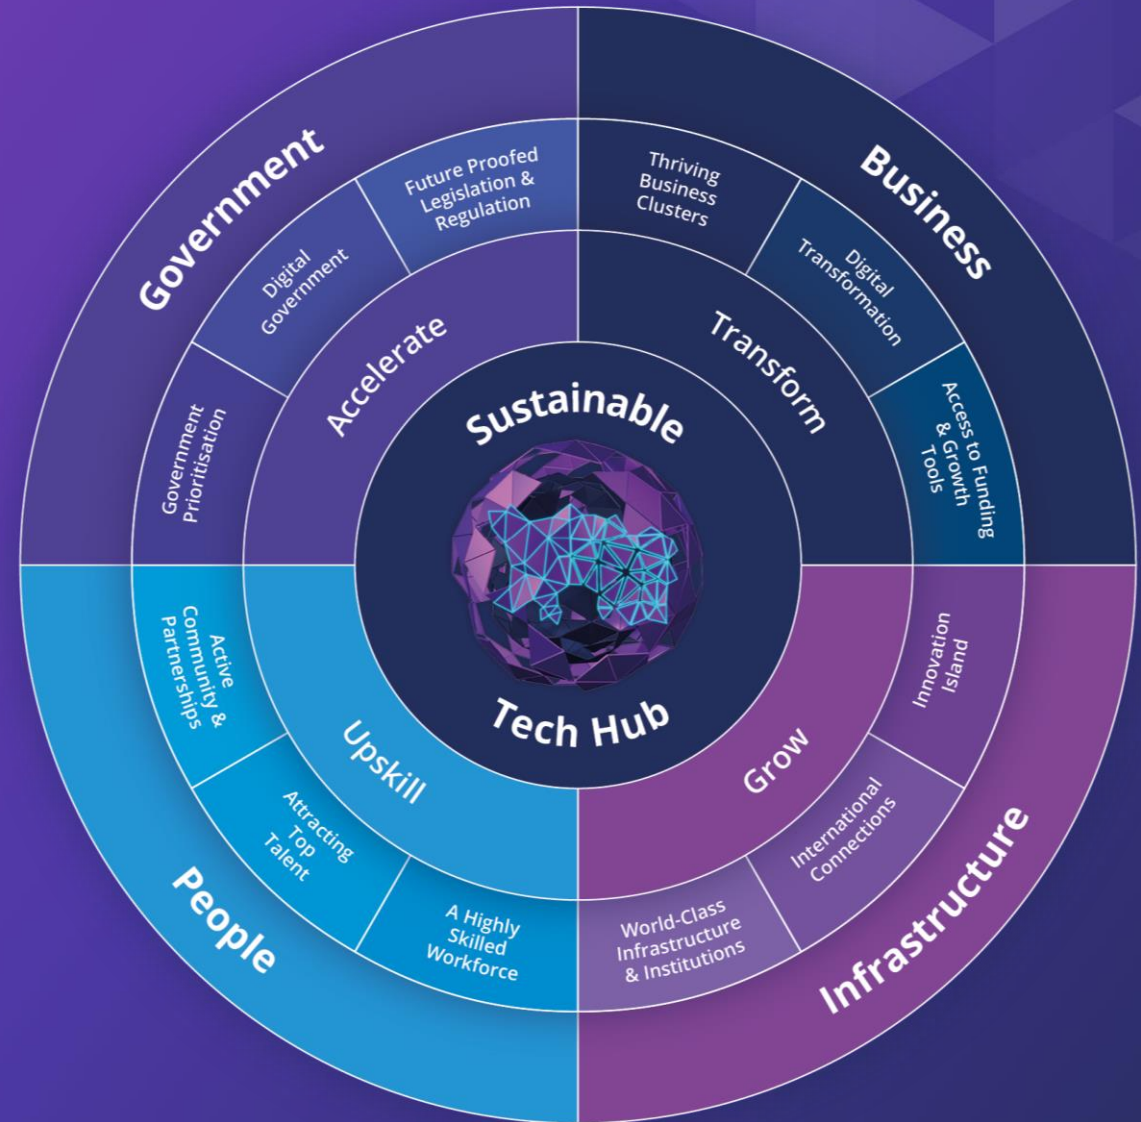 Government
Business
Future Proofed
Legislation &
Regulation
Thriving
Business
Clusters
Digital
Government
Digital
Transformation
Government
Prioritisation
Access to Funding
& Growth
Tools
Accelerate
Transform
Sustainable
Tech Hub
Upskill
Grow
Active
Community &
Partnerships
Innovation
Island
Attracting
Top
Talent
International
Connections
A Highly
Skilled
Workforce
World-Class
Infrastructure
& Institutions
People
Infrastructure